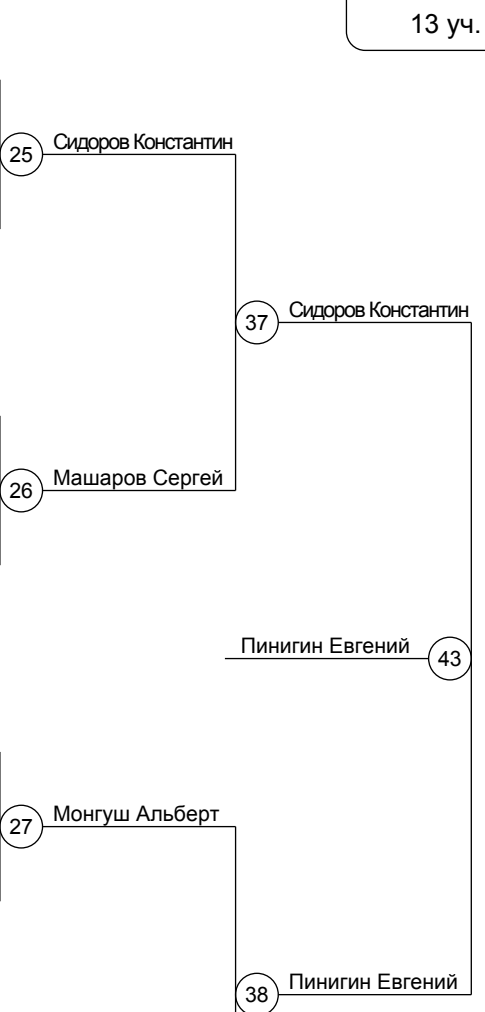 13 уч.
25 Сидоров Константин
37 Сидоров Константин
26 Машаров Сергей
Пинигин Евгений 43
27 Монгуш Альберт
38 Пинигин Евгений